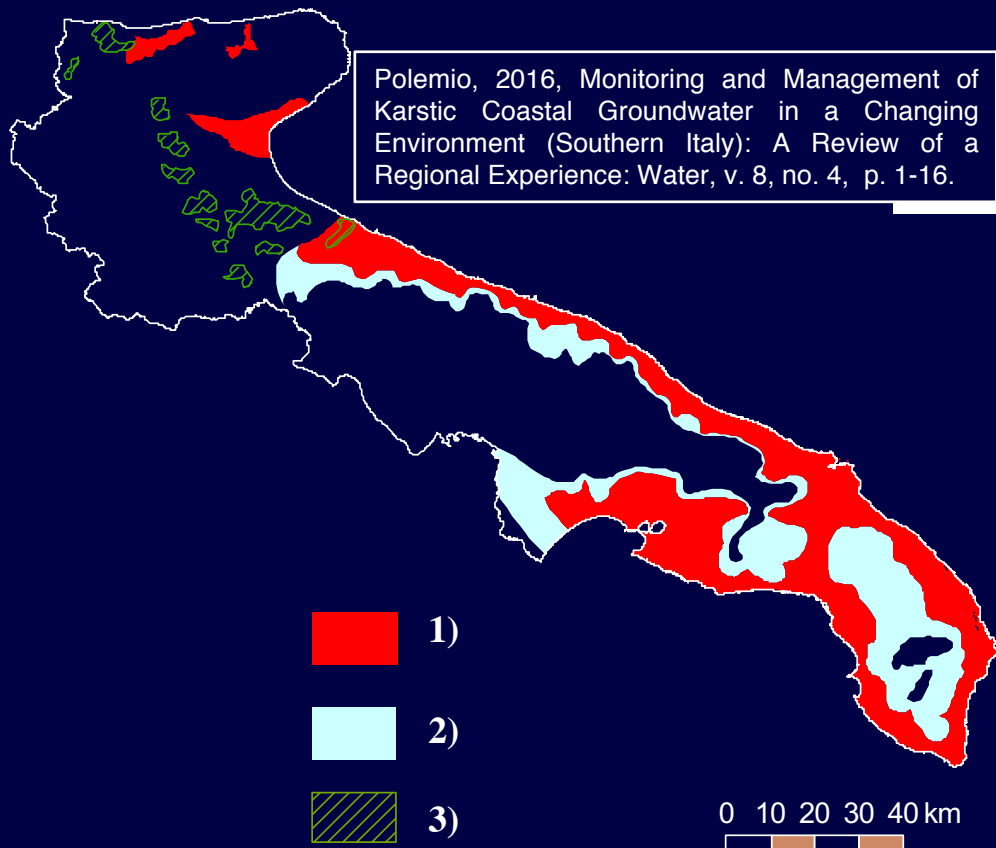 Polemio, 2016, Monitoring and Management of
Karstic Coastal Groundwater in a Changing
Environment (Southern Italy): A Review of a
Regional Experience: Water, v. 8, no. 4, p. 1-16.
1)
2)
3)
0 10 20 30 40 km